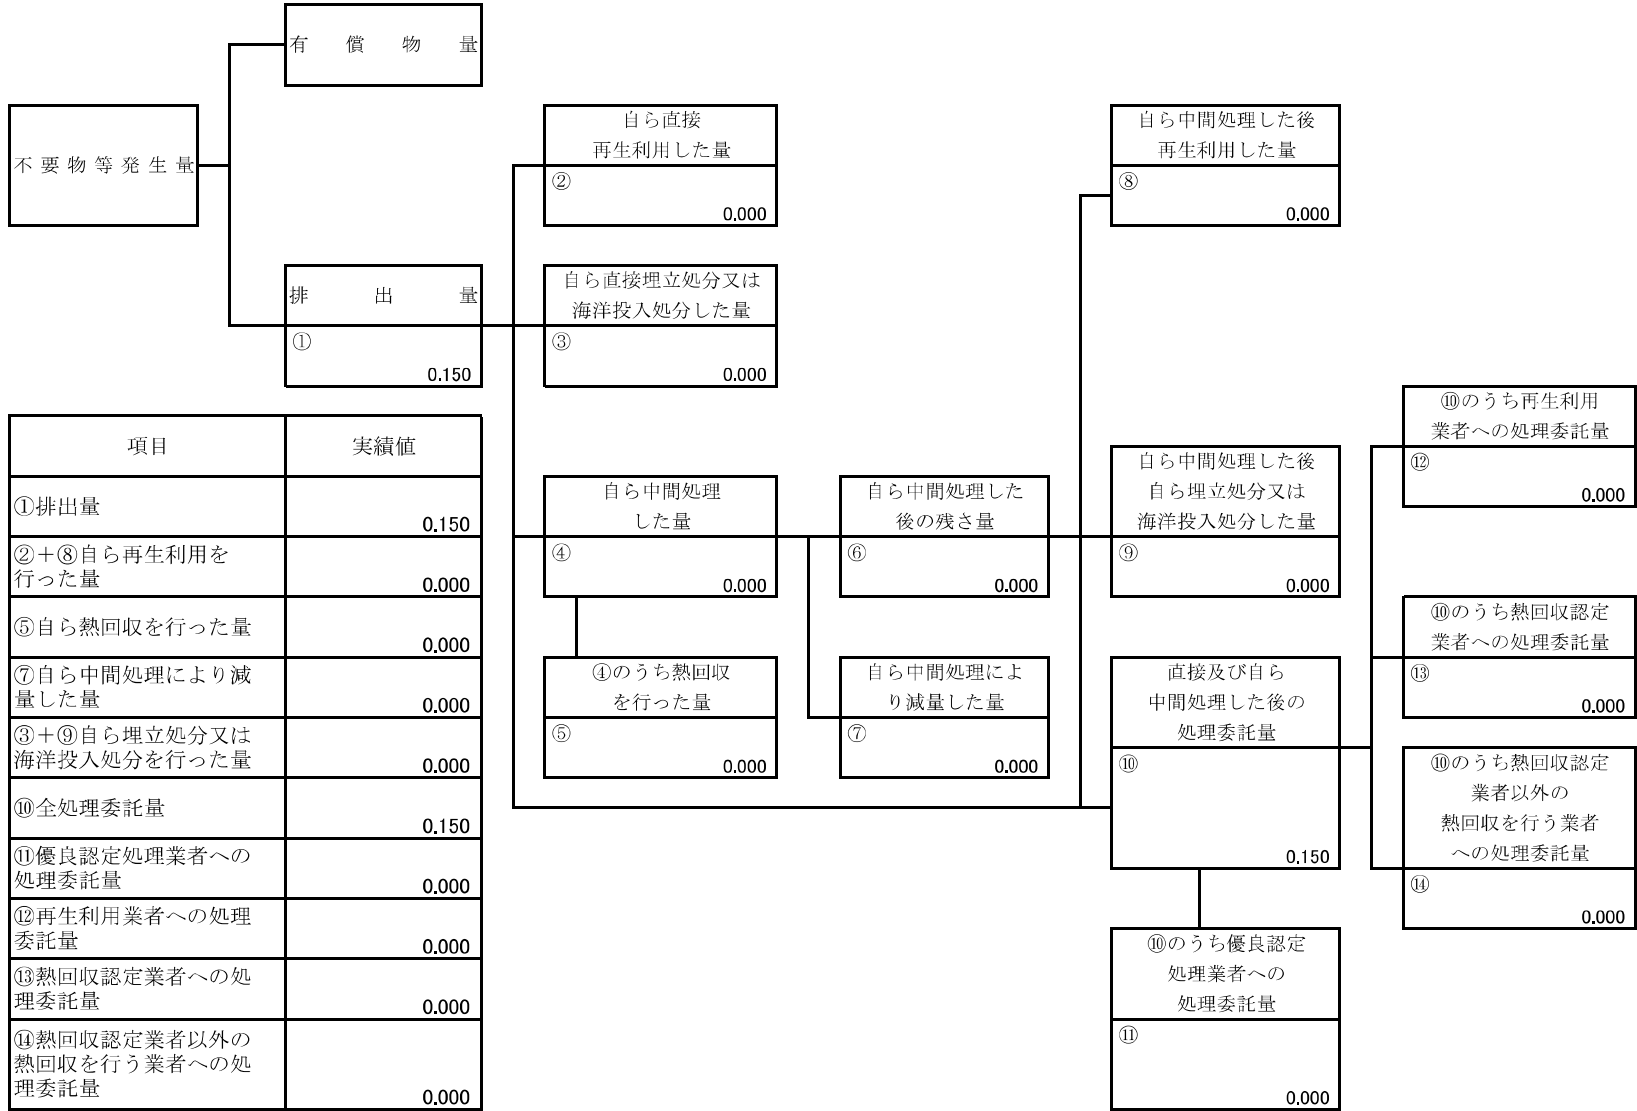 有償物量
不要物等発生量
排出量
①
0.150
自ら直接
再生利用した量
②
0.000
自ら直接埋立処分又は
海洋投入処分した量
③
0.000
自ら中間処理
した量
④
0.000
④のうち熱回収
を行った量
⑤
0.000
自ら中間処理した
後の残さ量
⑥
0.000
自ら中間処理によ
り減量した量
⑦
0.000
自ら中間処理した後
再生利用した量
⑧
0.000
自ら中間処理した後
自ら埋立処分又は
海洋投入処分した量
⑨
0.000
直接及び自ら
中間処理した後の
処理委託量
⑩
0.150
⑩のうち優良認定
処理業者への
処理委託量
⑪
0.000
⑩のうち再生利用
業者への処理委託量
⑫
0.000
⑩のうち熱回収認定
業者への処理委託量
⑬
0.000
⑩のうち熱回収認定
業者以外の
熱回収を行う業者
への処理委託量
⑭
0.000
項目 実績値
①排出量
0.150
②＋⑧自ら再生利用を
行った量
0.000
⑤自ら熱回収を行った量
0.000
⑦自ら中間処理により減
量した量
0.000
③＋⑨自ら埋立処分又は
海洋投入処分を行った量
0.000
⑩全処理委託量
0.150
⑪優良認定処理業者への
処理委託量
0.000
⑫再生利用業者への処理
委託量
0.000
⑬熱回収認定業者への処
理委託量
0.000
⑭熱回収認定業者以外の
熱回収を行う業者への処
理委託量
0.000